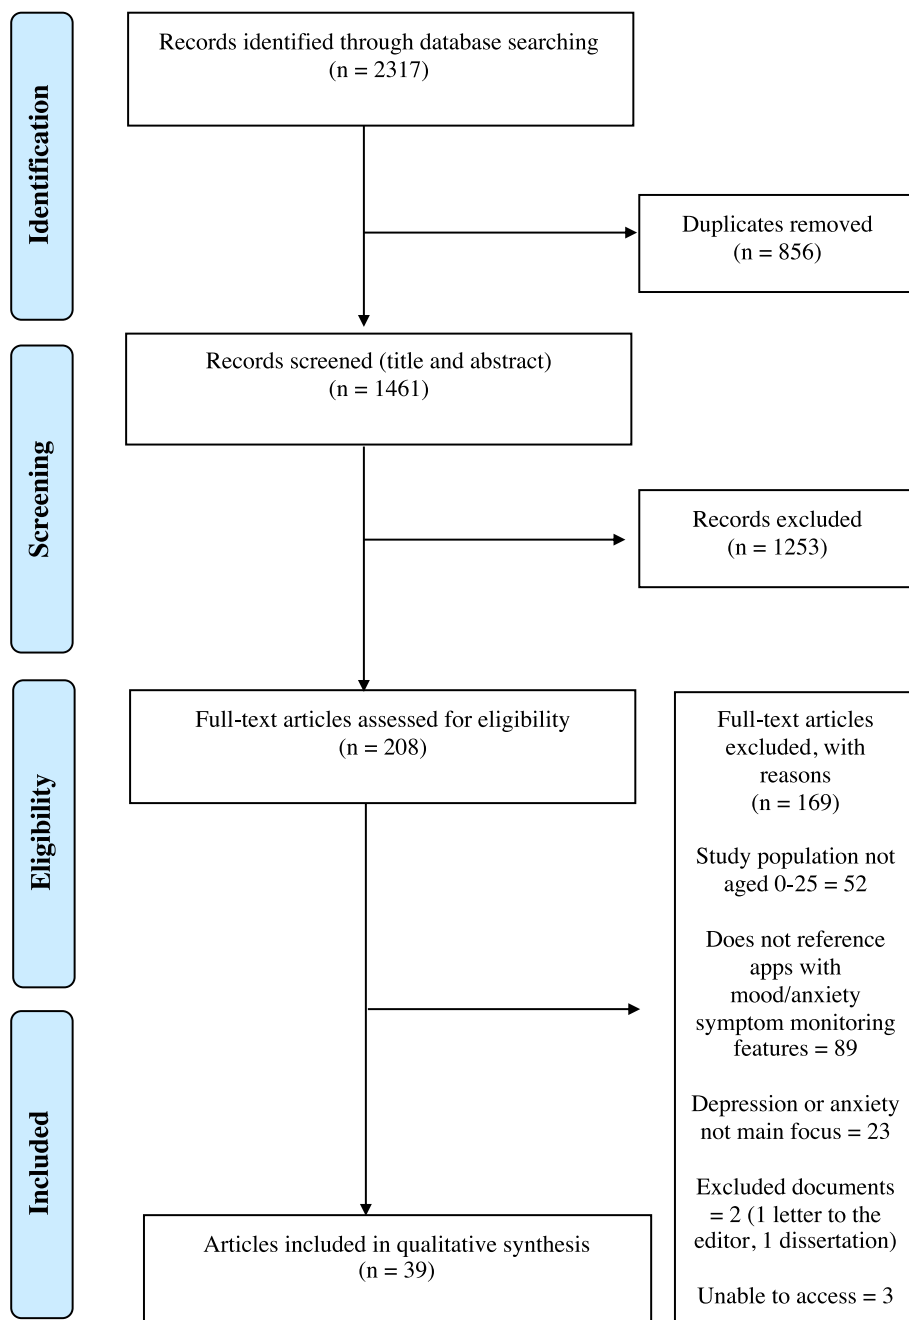 Identification
Records identified through database searching
(n = 2317)
Duplicates removed
(n = 856)
Screening
Records screened (title and abstract)
(n = 1461)
Records excluded
(n = 1253)
Eligibility
Full-text articles assessed for eligibility
(n = 208)
Full-text articles
excluded, with
reasons
(n = 169)
Study population not
aged 0-25 = 52
Does not reference
apps with
mood/anxiety
symptom monitoring
features = 89
Depression or anxiety
not main focus = 23
Excluded documents
= 2 (1 letter to the
editor, 1 dissertation)
Unable to access = 3
Included
Articles included in qualitative synthesis
(n = 39)